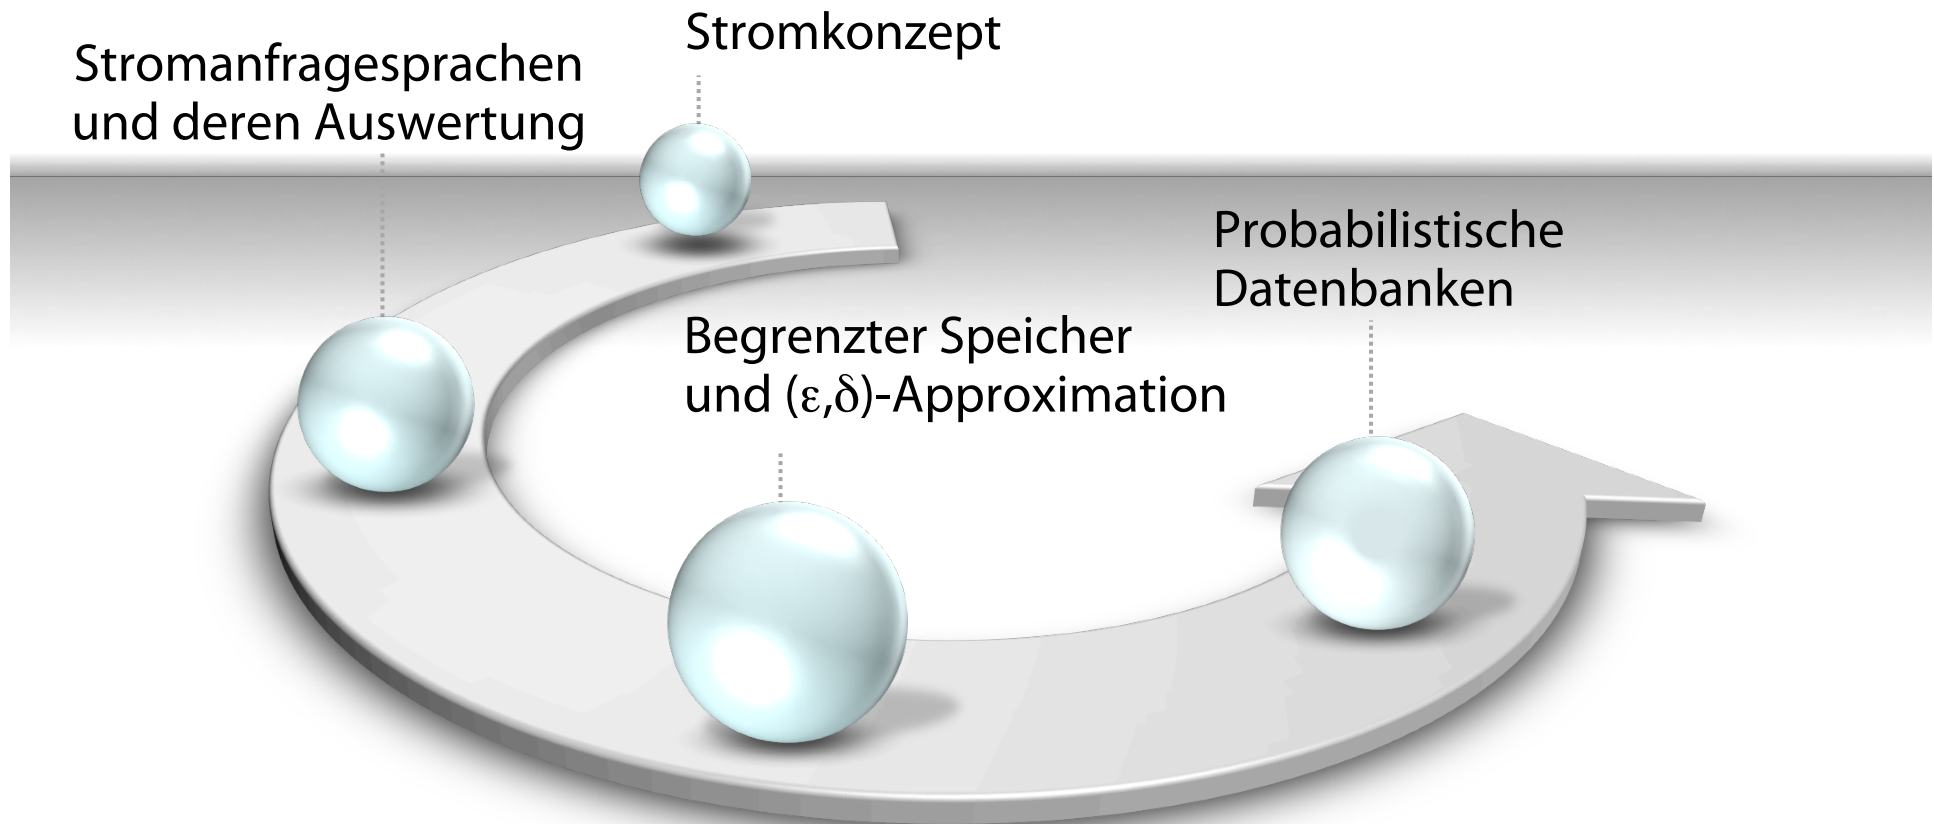 Stromkonzept
Stromanfragesprachen
und deren Auswertung
Begrenzter Speicher
und (ε,δ)-Approximation
Probabilistische
Datenbanken